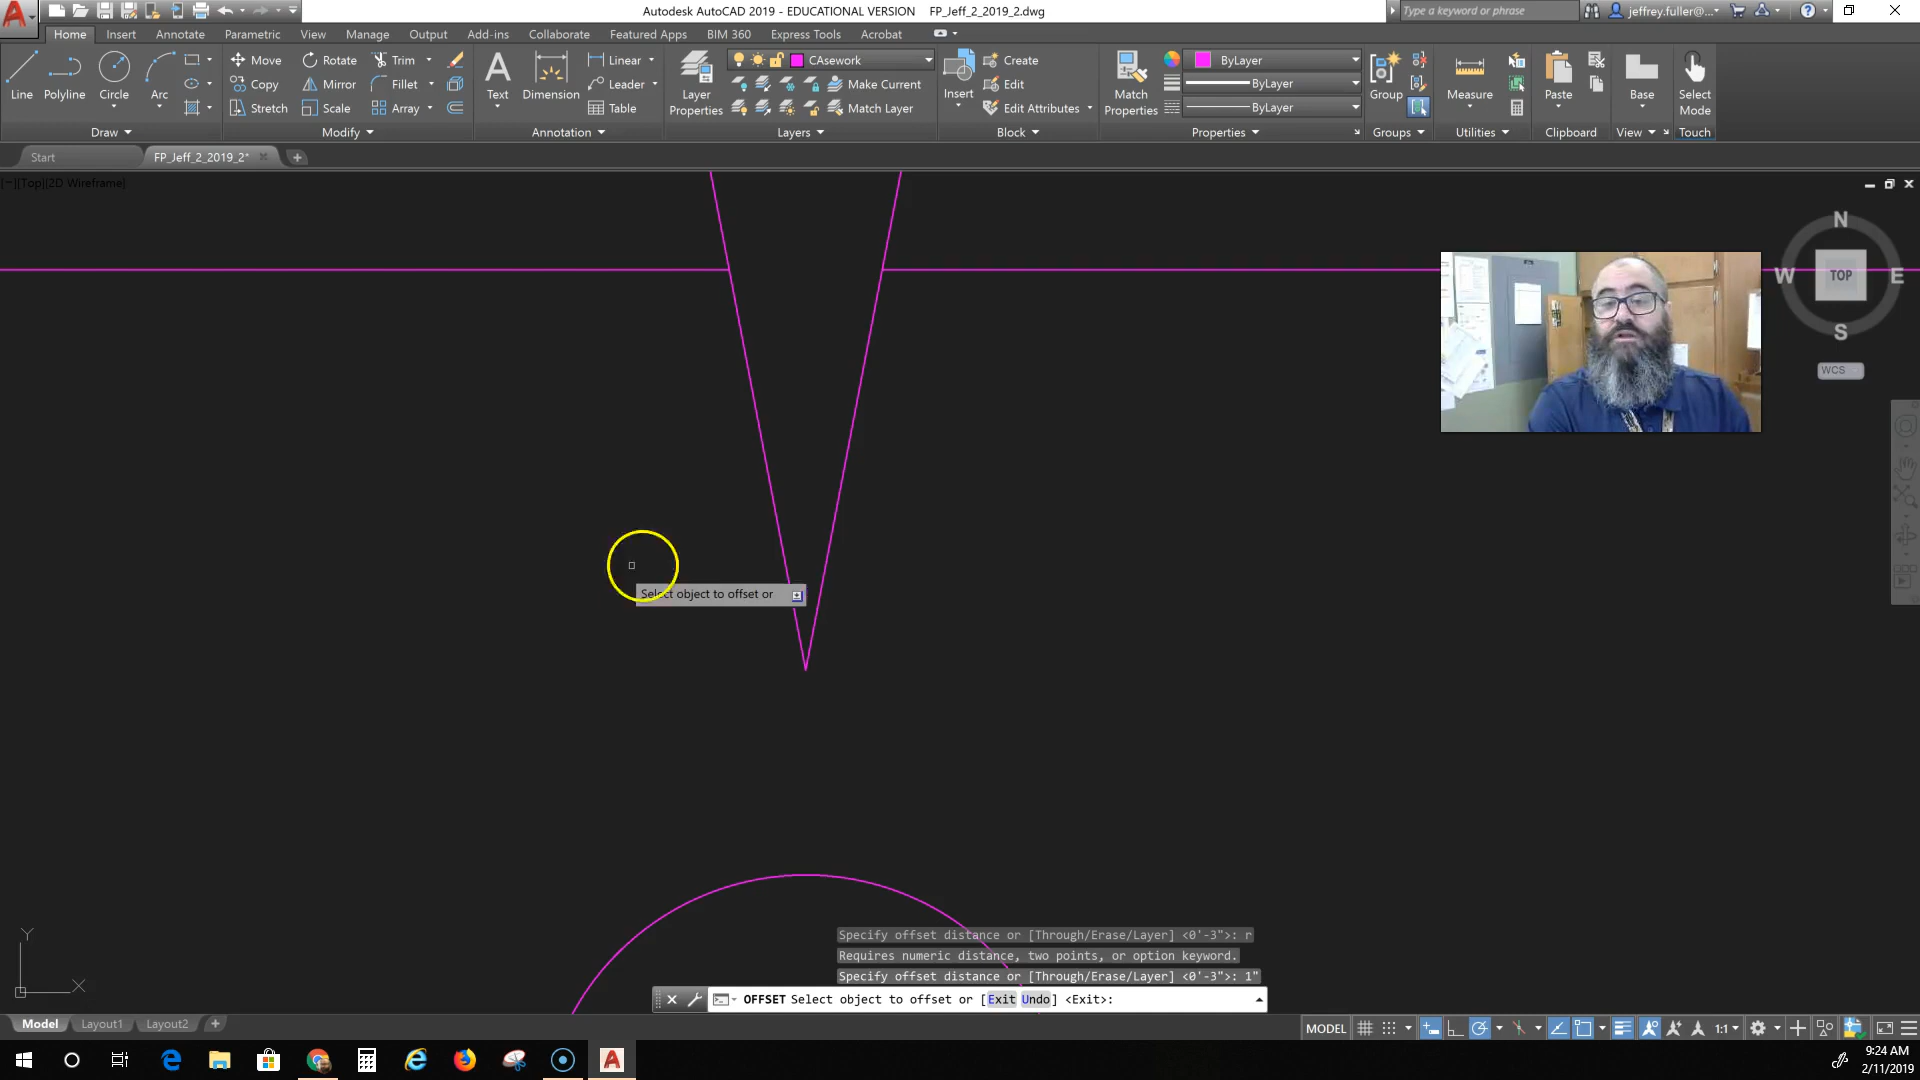 Autodesk AutoCAD 2019 - EDUCATIONAL VERSION FP_Jeff_2_2019_2.dwg
Type a keyword or phrase
jeffrey.fuller@...
Home Insert Annotate Parametric View Manage Output Add-ins Collaborate Featured Apps BIM 360 Express Tools Acrobat
Line Polyline Circle Arc
Move Rotate Trim
Copy Mirror Fillet
Stretch Scale Array
Text Dimension
Linear
Leader
Table
Layer Properties
CAsework
Make Current
Match Layer
Insert
Create
Edit
Edit Attributes
Match Properties
ByLayer
ByLayer
ByLayer
Group
Measure
Paste
Base
Select Mode
Draw Modify Annotation Layers Block Properties Groups Utilities Clipboard View Touch
Start FP_Jeff_2_2019_2*
[−][Top][2D Wireframe]
N
W TOP E
S
WCS
Select object to offset or
Y
X
Specify offset distance or [Through/Erase/Layer] <0'-3">: r
Requires numeric distance, two points, or option keyword.
Specify offset distance or [Through/Erase/Layer] <0'-3">: 1"
OFFSET Select object to offset or [Exit Undo] <Exit>:
Model Layout1 Layout2
MODEL
1:1
9:24 AM
2/11/2019